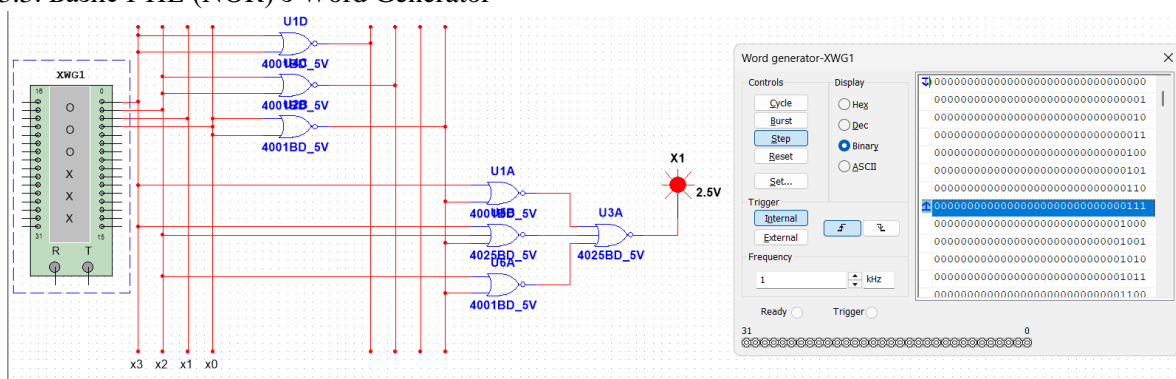 3.3. Базис ГПЕ (NOR) з Word Generator
U1D
XWG1
16
0
31
15
R
T
O
O
O
X
X
X
4001BD_5V
4001BD_5V
U2B
4001BD_5V
U1A
4001BD_5V
4025BD_5V
U6A
4001BD_5V
U3A
4025BD_5V
X1
2.5V
x3 x2 x1 x0
Word generator-XWG1
Controls
Cycle
Burst
Step
Reset
Set...
Trigger
Internal
External
Frequency
1
kHz
Display
Hex
Dec
Binary
ASCII
00000000000000000000000000000000
00000000000000000000000000000001
00000000000000000000000000000010
00000000000000000000000000000011
00000000000000000000000000000100
00000000000000000000000000000101
00000000000000000000000000000110
00000000000000000000000000000111
00000000000000000000000000001000
00000000000000000000000000001001
00000000000000000000000000001010
00000000000000000000000000001011
00000000000000000000000000001100
Ready
Trigger
31
0